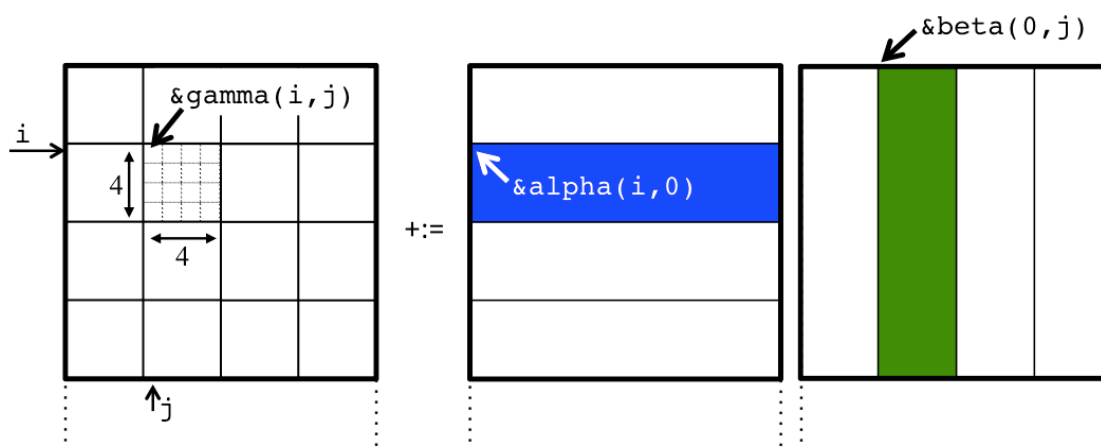 &beta(0,j)
&gamma(i,j)
i
4
&alpha(i,0)
+:=
4
j